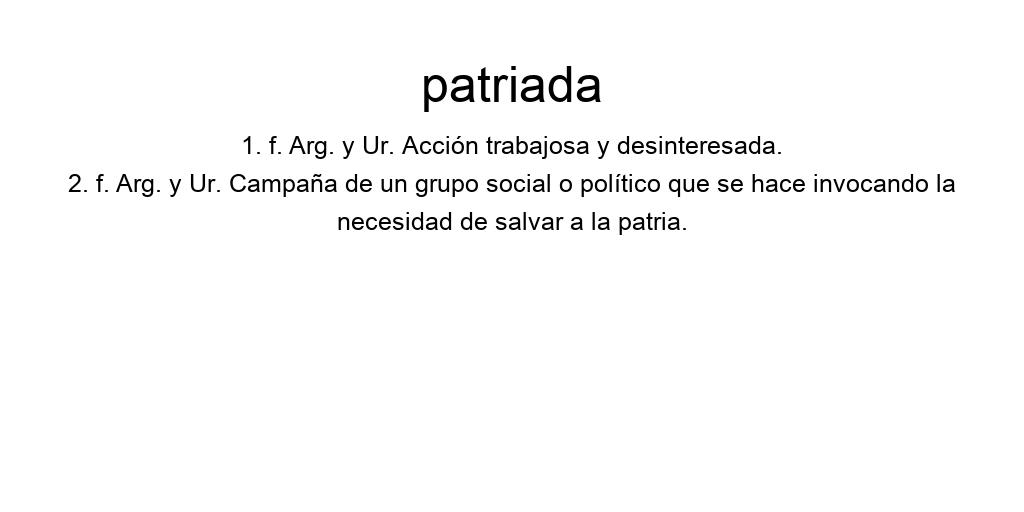 patriada
1. f. Arg. y Ur. Acción trabajosa y desinteresada.
2. f. Arg. y Ur. Campaña de un grupo social o político que se hace invocando la
necesidad de salvar a la patria.